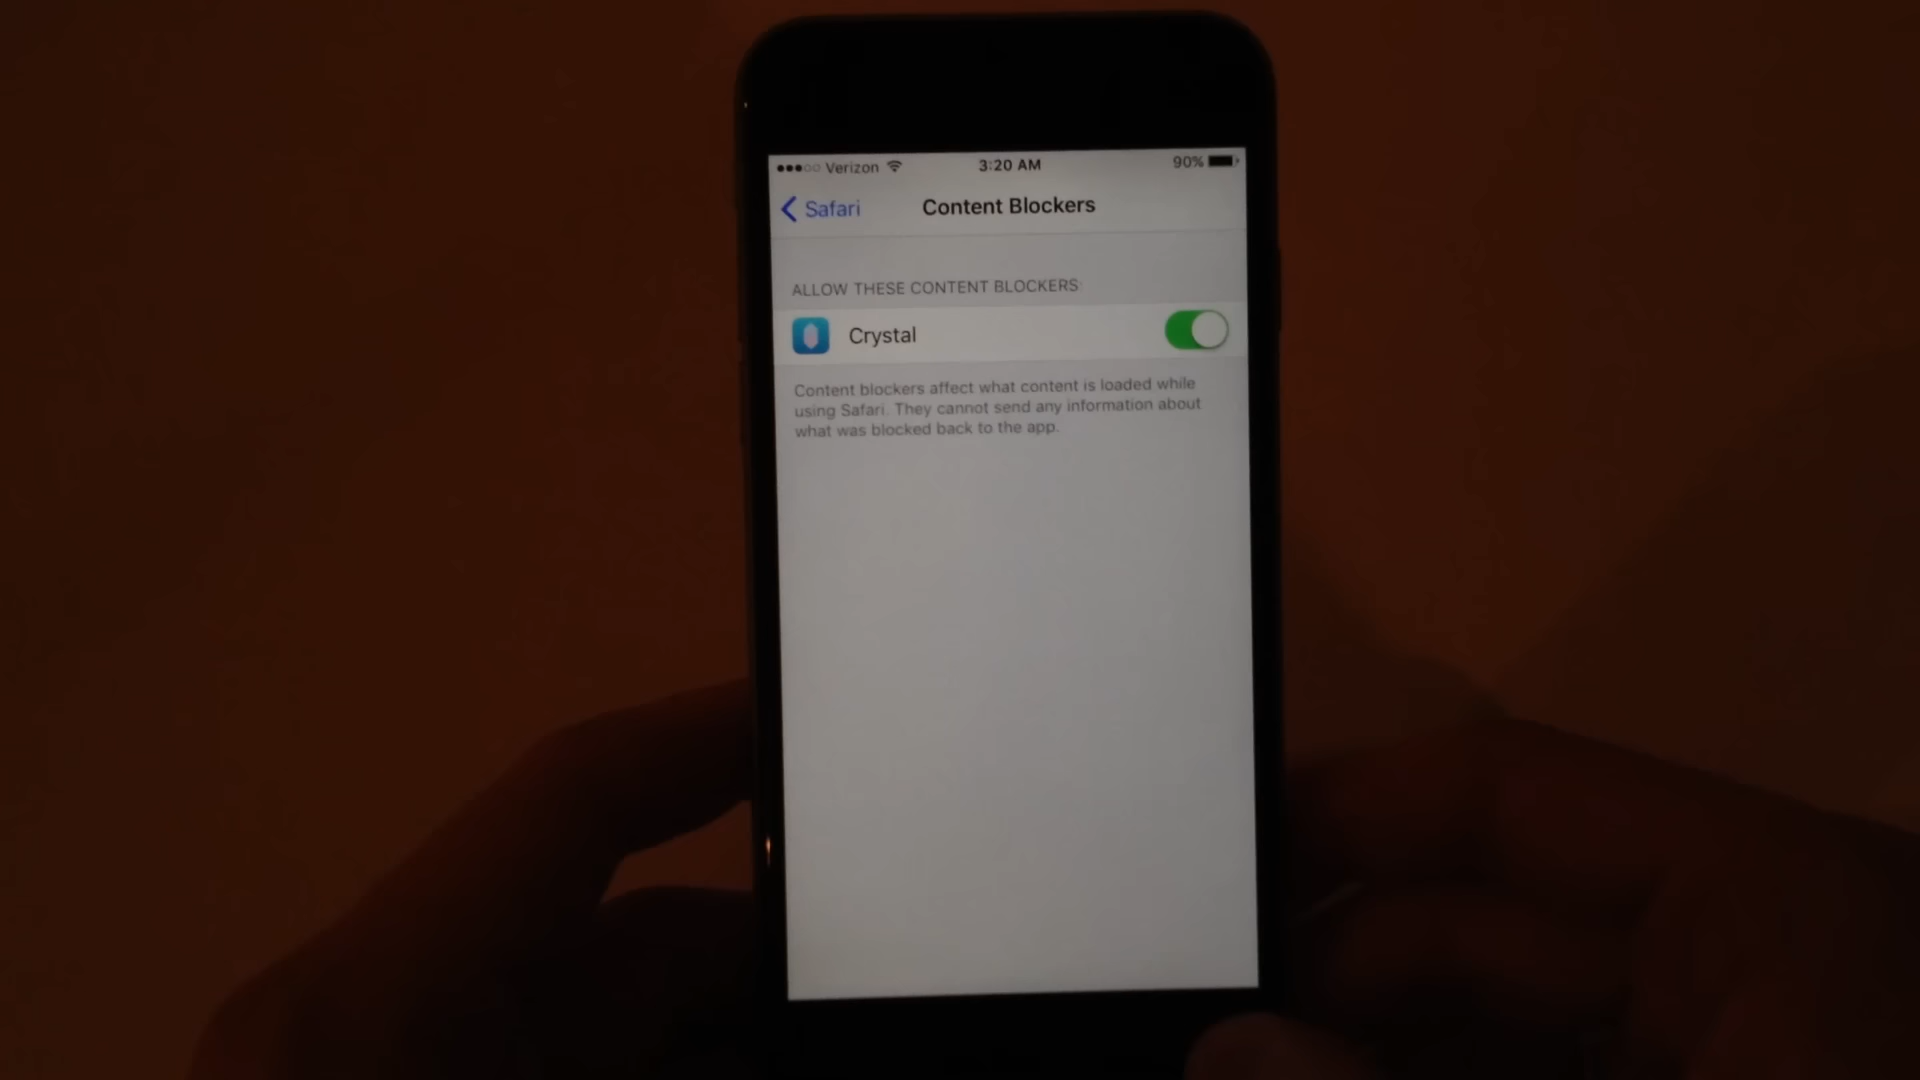 Verizon 3:20 AM 90%
Safari Content Blockers
ALLOW THESE CONTENT BLOCKERS:
Crystal
Content blockers affect what content is loaded while
using Safari. They cannot send any information about
what was blocked back to the app.